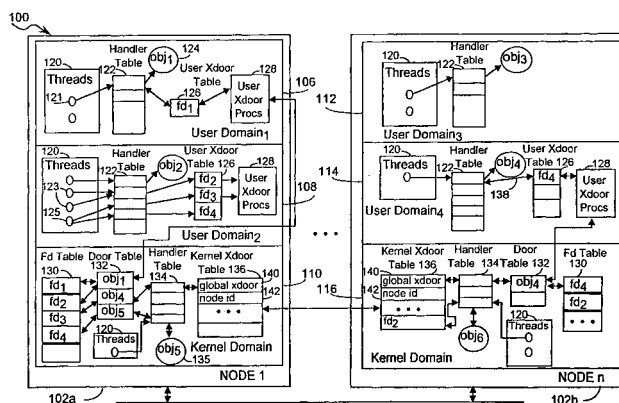 100
120
Threads
121
Handler
Table
122
obj1
124
User Xdoor
Table
126
fd1
128
User
Xdoor
Procs
User Domain1
106
120
Threads
123
125
Handler
Table
122
obj2
User Xdoor
Table 126
fd2
fd3
fd4
128
User
Xdoor
Procs
User Domain2
108
Fd Table
130
fd1
fd2
fd3
fd4
Door Table
132
obj1
obj4
obj5
120
Threads
Handler
Table
134
obj5
135
Kernel Xdoor
Table 136
140
global xdoor
142
node id
• • •
Kernel Domain
110
NODE 1
102a
• • •
112
120
Threads
Handler
Table
122
obj3
User Domain3
114
120
Threads
Handler
Table
122
obj4
138
User Xdoor
Table 126
fd4
128
User
Xdoor
Procs
User Domain4
116
Kernel Xdoor
Table 136
140
global xdoor
142
node id
• • •
fd2
Handler
Table
134
obj6
Door
Table
132
obj4
Fd Table
130
fd4
fd2
• • •
120
Threads
Kernel Domain
NODE n
102b